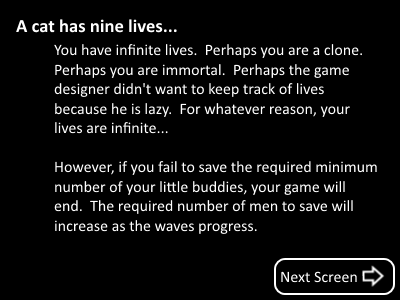 A cat has nine lives...
You have infinite lives.  Perhaps you are a clone.
Perhaps you are immortal.  Perhaps the game
designer didn't want to keep track of lives
because he is lazy.  For whatever reason, your
lives are infinite...
However, if you fail to save the required minimum
number of your little buddies, your game will
end.  The required number of men to save will
increase as the waves progress.
Next Screen